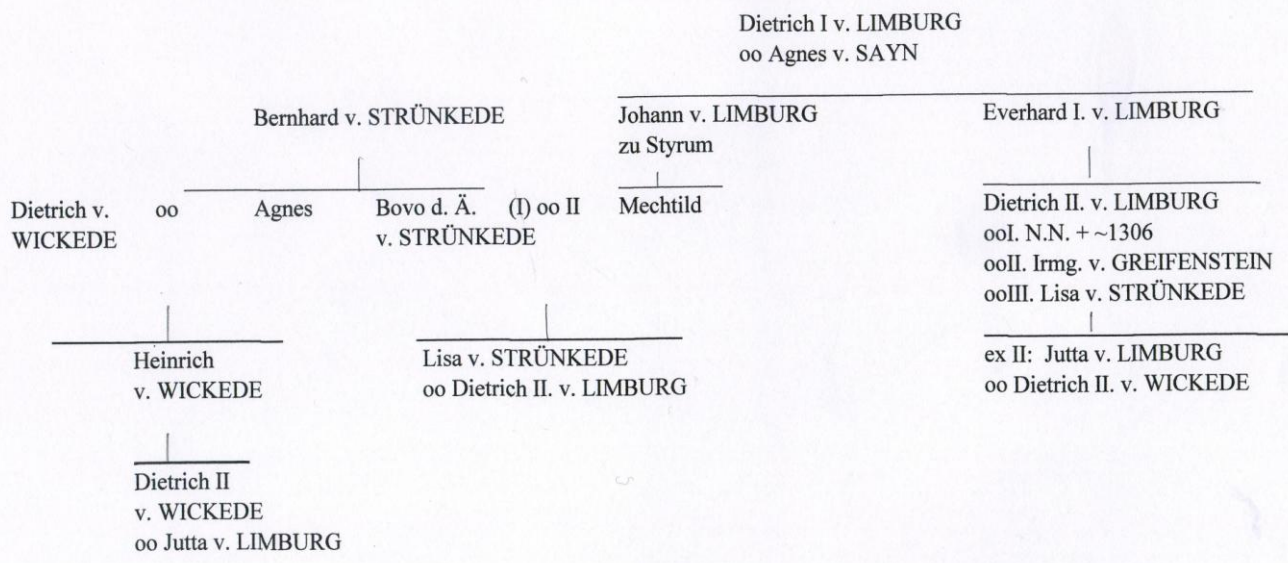 Dietrich I v. LIMBURG
oo Agnes v. SAYN
Bernhard v. STRÜNKEDE
Johann v. LIMBURG
zu Styrum
Everhard I. v. LIMBURG
Dietrich v. oo Agnes
WICKEDE
Bovo d. Ä. (I) oo II Mechtild
v. STRÜNKEDE
Dietrich II. v. LIMBURG
ooI. N.N. + ~1306
ooII. Irmg. v. GREIFENSTEIN
ooIII. Lisa v. STRÜNKEDE
Heinrich
v. WICKEDE
Lisa v. STRÜNKEDE
oo Dietrich II. v. LIMBURG
ex II: Jutta v. LIMBURG
oo Dietrich II. v. WICKEDE
Dietrich II
v. WICKEDE
oo Jutta v. LIMBURG